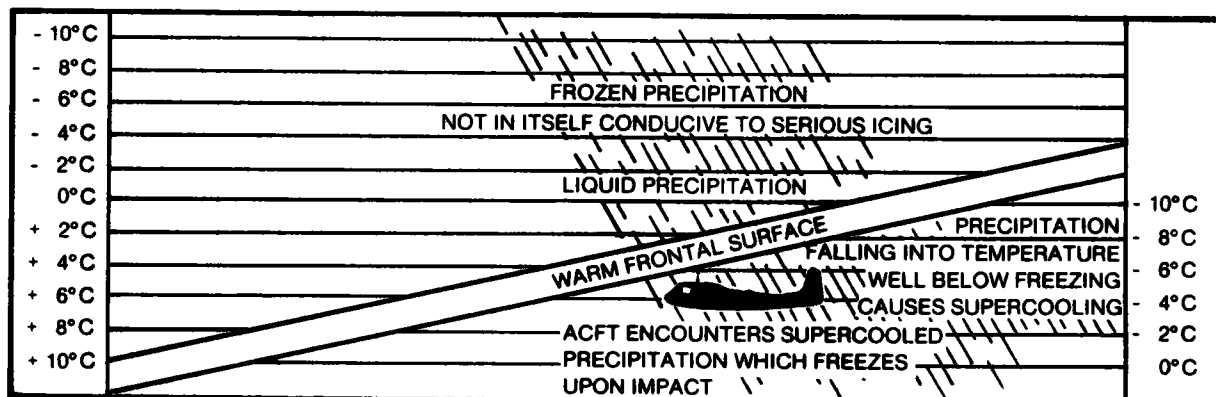 - 10°C
- 8°C
- 6°C
- 4°C
- 2°C
0°C
+ 2°C
+ 4°C
+ 6°C
+ 8°C
+ 10°C
FROZEN PRECIPITATION
NOT IN ITSELF CONDUCIVE TO SERIOUS ICING
LIQUID PRECIPITATION
WARM FRONTAL SURFACE
PRECIPITATION
FALLING INTO TEMPERATURE
WELL BELOW FREEZING
CAUSES SUPERCOOLING
ACFT ENCOUNTERS SUPERCOOLED
PRECIPITATION WHICH FREEZES
UPON IMPACT
- 10°C
- 8°C
- 6°C
- 4°C
- 2°C
0°C